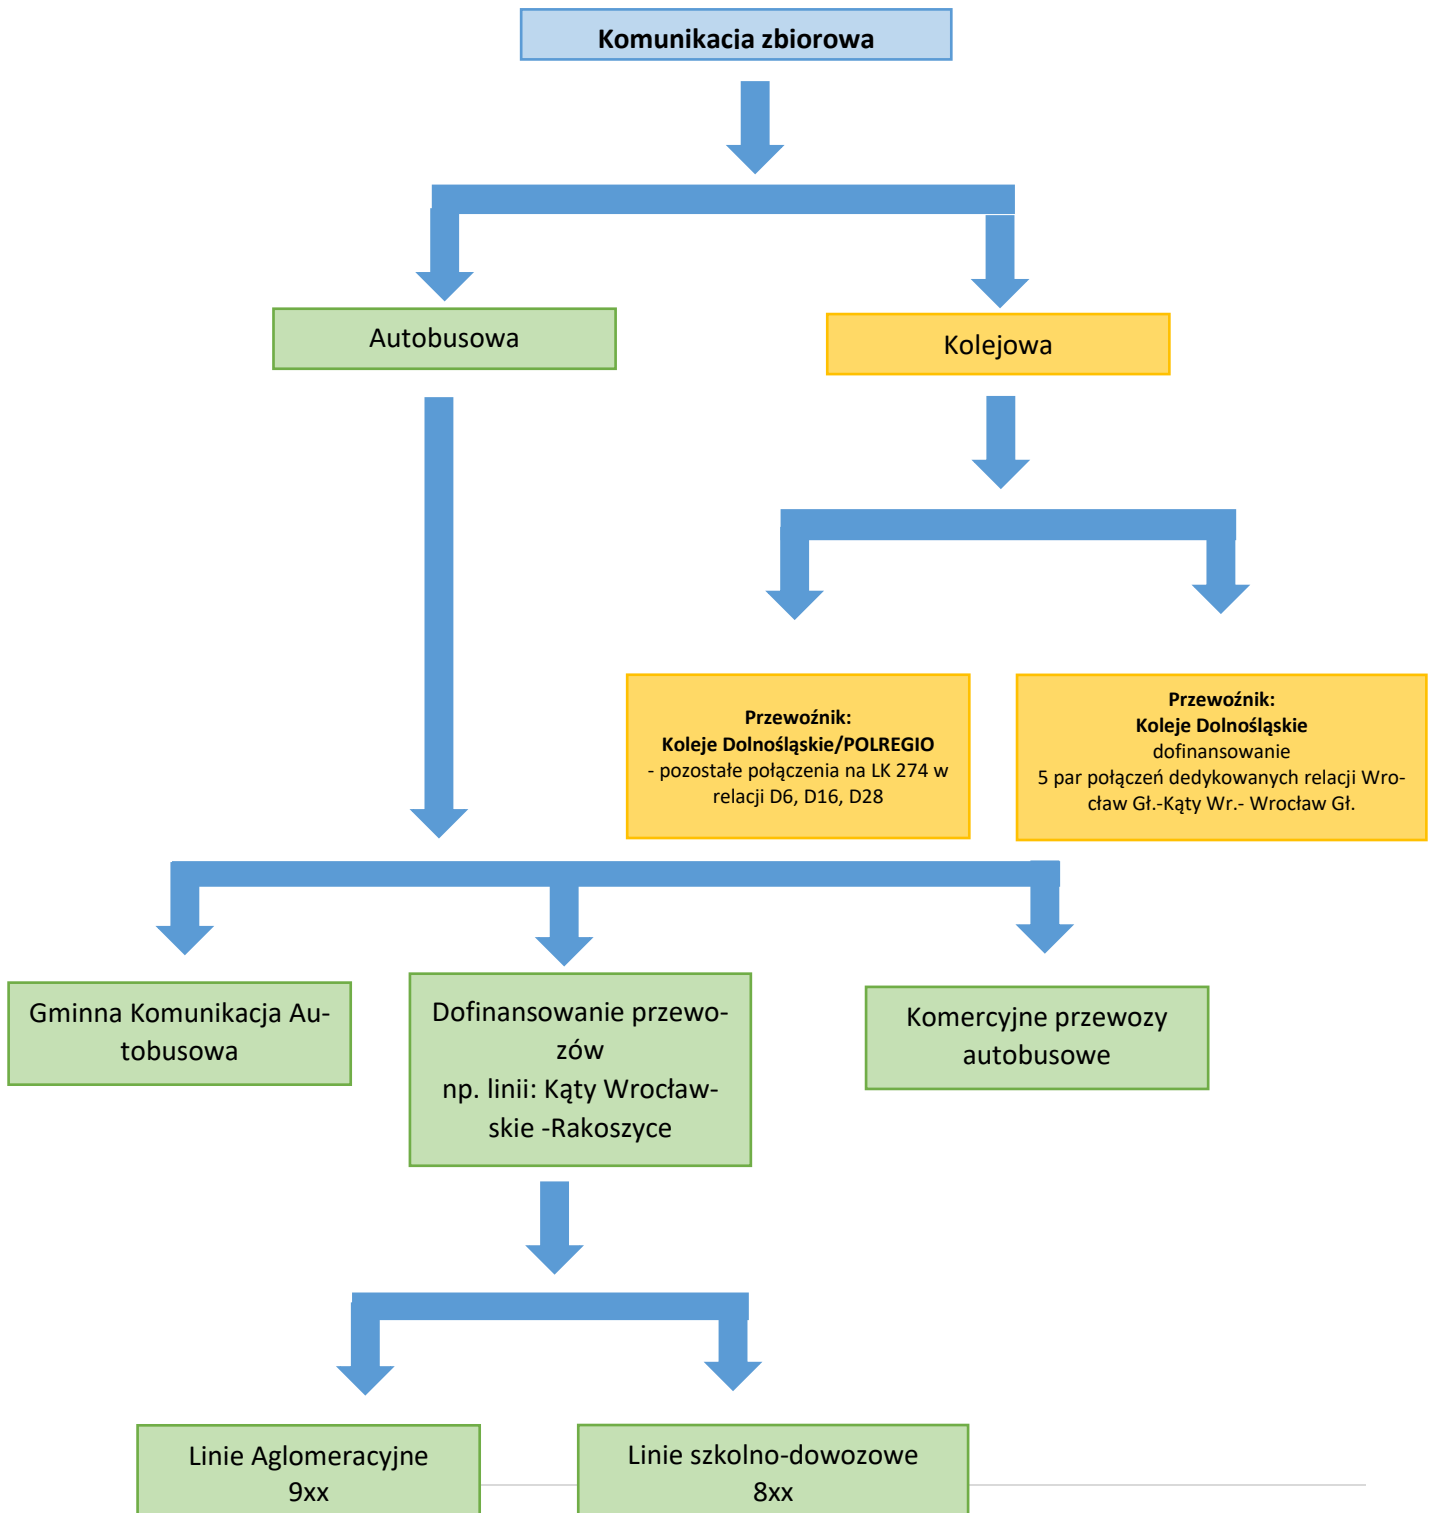 Komunikacja zbiorowa
Autobusowa
Kolejowa
Przewoźnik:
Koleje Dolnośląskie/POLREGIO
- pozostałe połączenia na LK 274 w
relacji D6, D16, D28
Przewoźnik:
Koleje Dolnośląskie
dofinansowanie
5 par połączeń dedykowanych relacji Wro-
cław Gł.-Kąty Wr.- Wrocław Gł.
Gminna Komunikacja Au-
tobusowa
Dofinansowanie przewo-
zów
np. linii: Kąty Wrocław-
skie -Rakoszyce
Komercyjne przewozy
autobusowe
Linie Aglomeracyjne
9xx
Linie szkolno-dowozowe
8xx